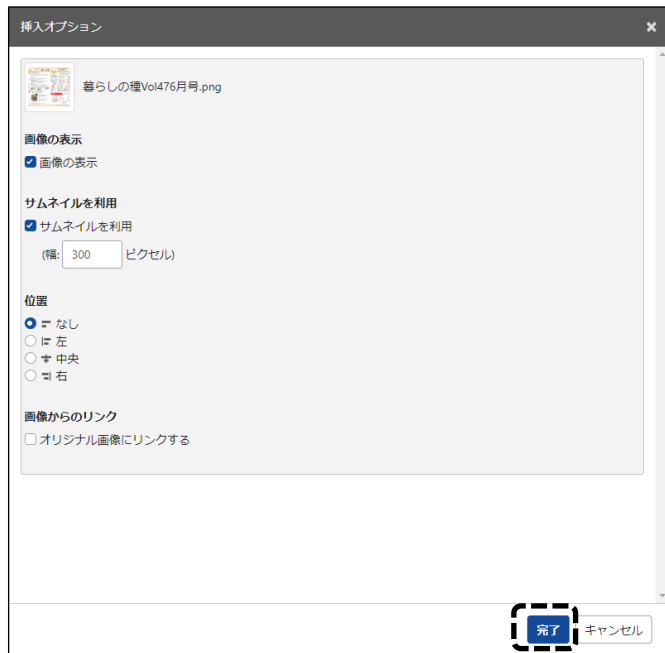 挿入オプション
暮らしの種Vol476月号.png
画像の表示
画像の表示
サムネイルを利用
サムネイルを利用
(幅: 300 ピクセル)
位置
なし
左
中央
右
画像からのリンク
オリジナル画像にリンクする
完了 キャンセル